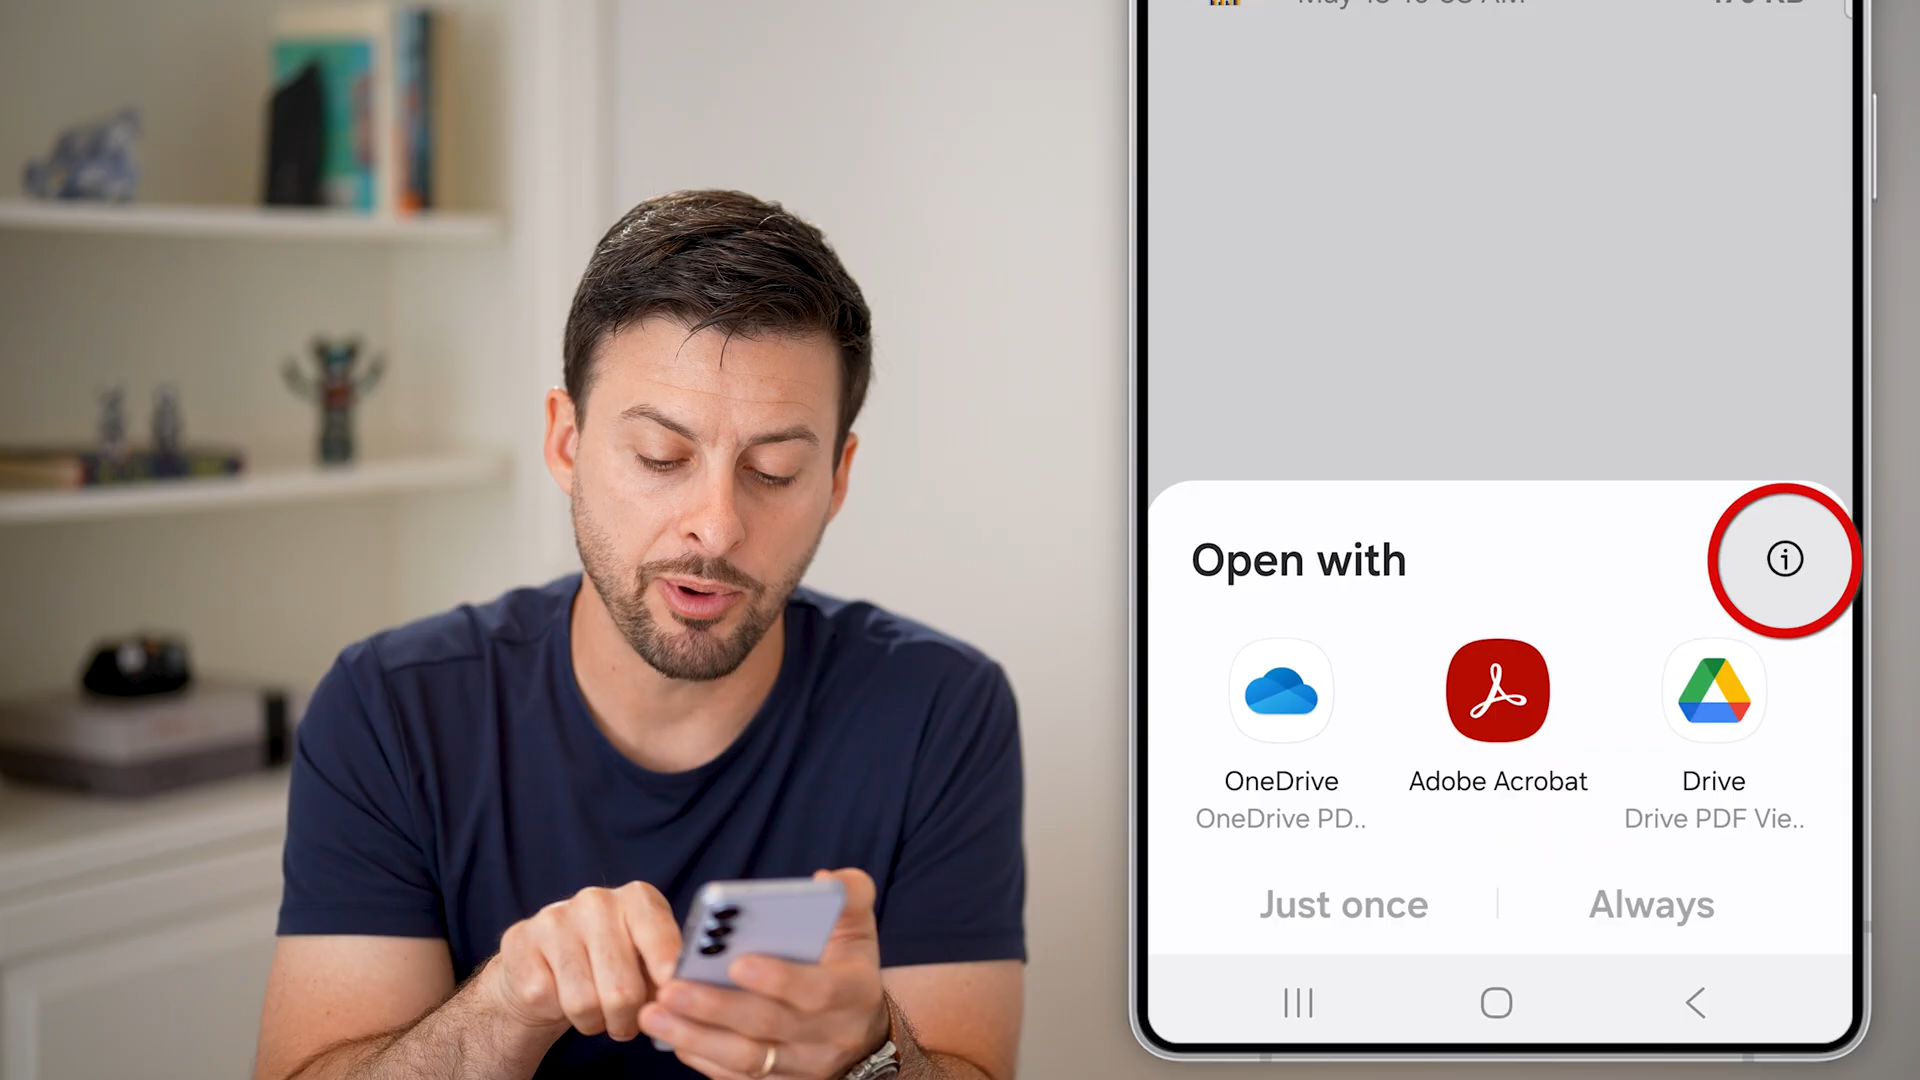 Open with
OneDrive
Adobe Acrobat
Drive
OneDrive PD..
Drive PDF Vie..
Just once
Always